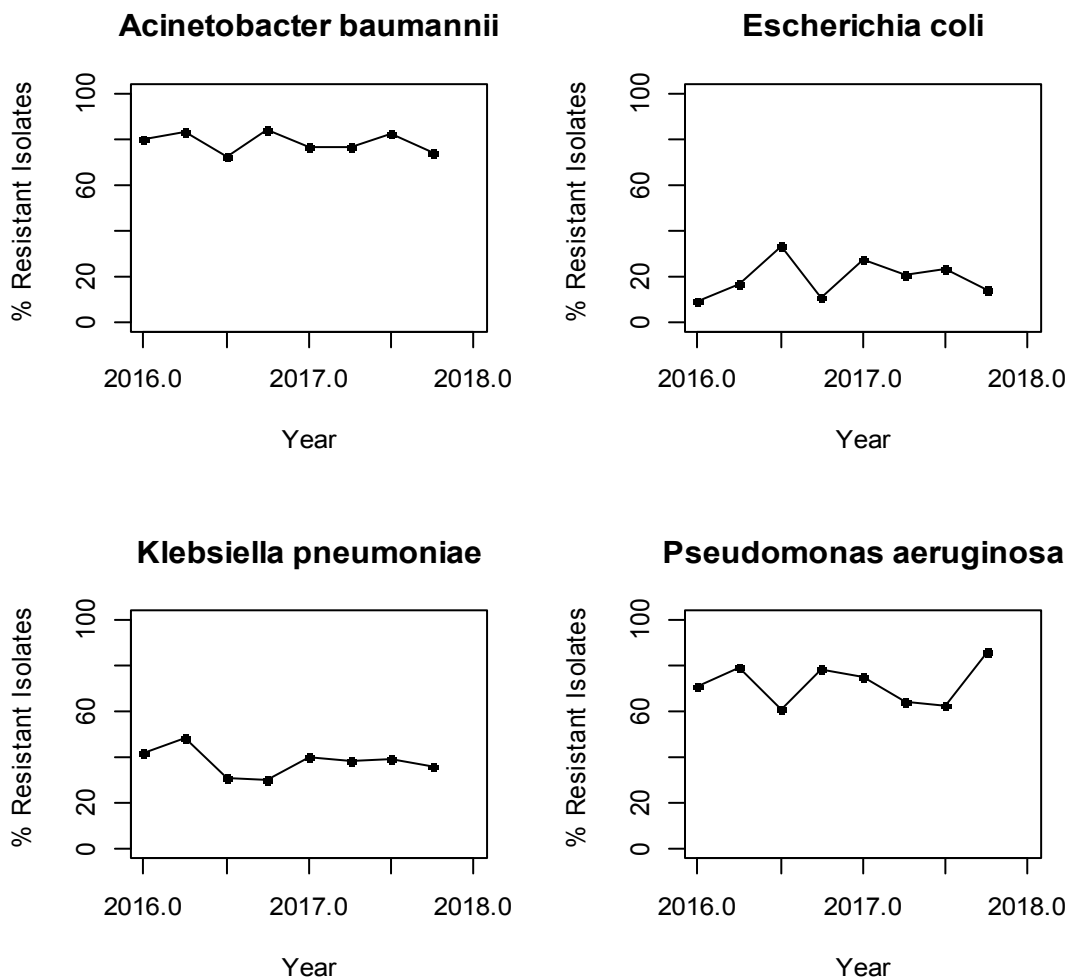 Acinetobacter baumannii
% Resistant Isolates
100
60
20
0
2016.0 2017.0 2018.0
Year
Escherichia coli
% Resistant Isolates
100
60
20
0
2016.0 2017.0 2018.0
Year
Klebsiella pneumoniae
% Resistant Isolates
100
60
20
0
2016.0 2017.0 2018.0
Year
Pseudomonas aeruginosa
% Resistant Isolates
100
60
20
0
2016.0 2017.0 2018.0
Year